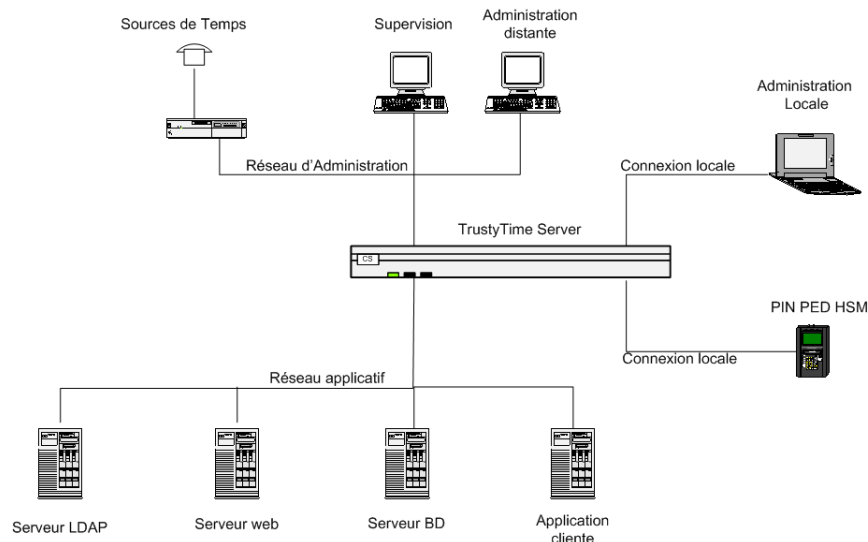 Sources de Temps
Supervision
Administration
distante
Administration
Locale
Réseau d'Administration
Connexion locale
TrustyTime Server
CS
PIN PED HSM
Connexion locale
Réseau applicatif
Serveur LDAP
Serveur web
Serveur BD
Application
cliente